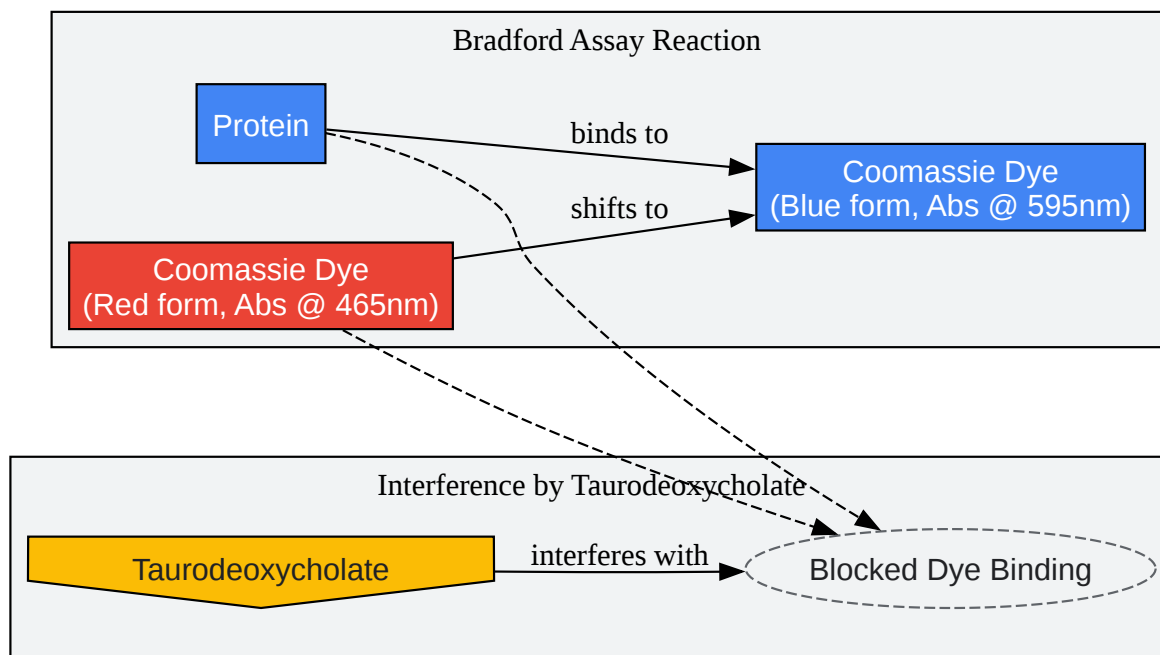 Bradford Assay Reaction
Protein
binds to
Coomassie Dye
(Blue form, Abs @ 595nm)
shifts to
Coomassie Dye
(Red form, Abs @ 465nm)
Interference by Taurodeoxycholate
Taurodeoxycholate
interferes with
Blocked Dye Binding